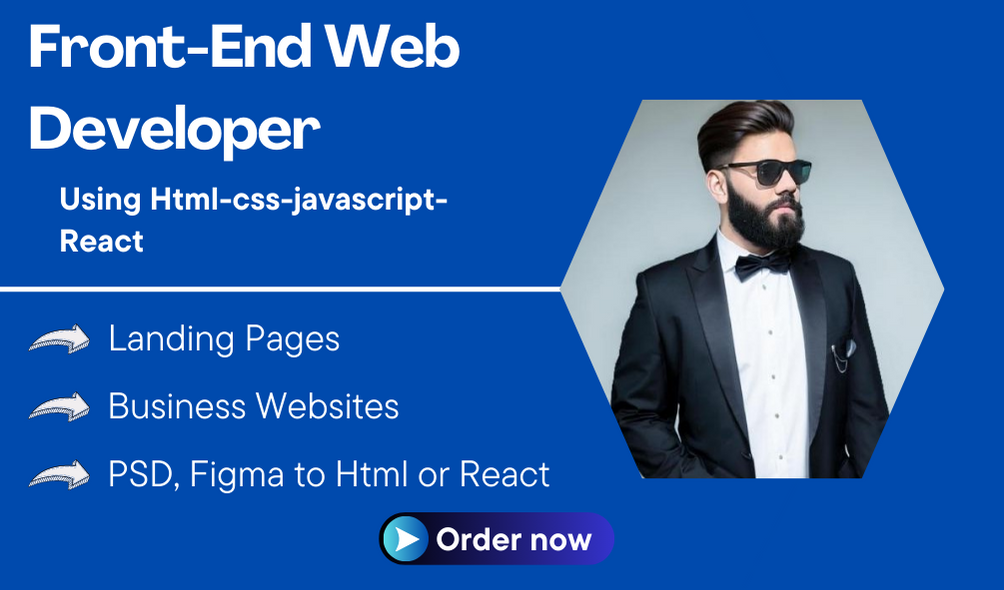 Front-End Web
Developer
Using Html-css-javascript-
React
Landing Pages
Business Websites
PSD, Figma to Html or React
Order now